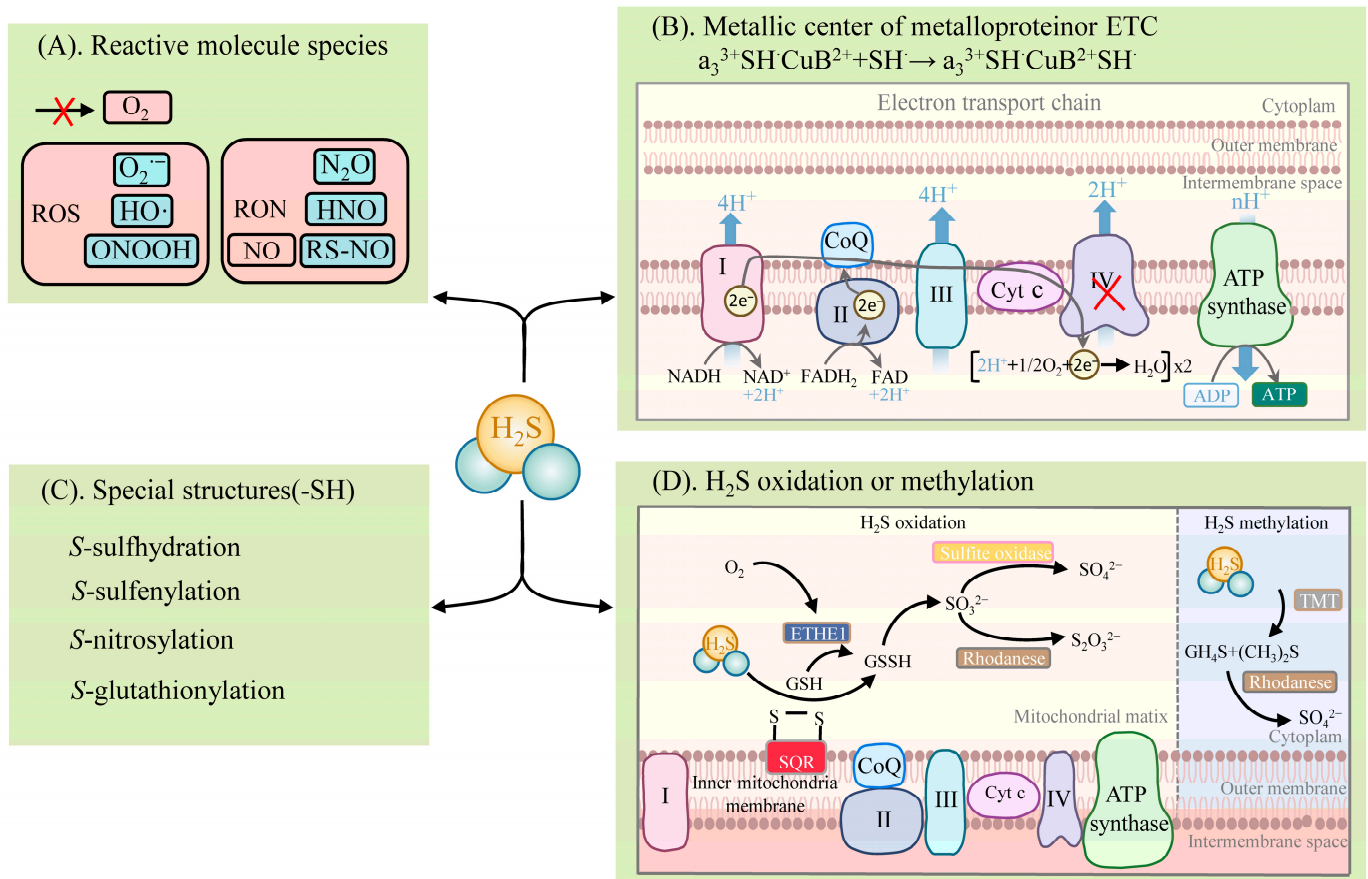 (A). Reactive molecule species
O₂
ROS
O₂˙⁻
HO·
ONOOH
RON
N₂O
HNO
NO
RS-NO
(B). Metallic center of metalloproteinor ETC
a₃³⁺SH·CuB²⁺+SH·→ a₃³⁺SH·CuB²⁺SH·
Electron transport chain
Cytoplam
Outer membrane
Intermembrane space
4H⁺
4H⁺
2H⁺
nH⁺
I
2e⁻
CoQ
II
2e⁻
III
Cyt c
IV
ATP
synthase
NADH
NAD⁺
+2H⁺
FADH₂
FAD
+2H⁺
[2H⁺+1/2O₂+2e⁻→H₂O]x2
ADP
ATP
H₂S
(C). Special structures(-SH)
S-sulfhydration
S-sulfenylation
S-nitrosylation
S-glutathionylation
(D). H₂S oxidation or methylation
H₂S oxidation
O₂
ETHE1
H₂S
GSH
GSSH
SO₃²⁻
Sulfite oxidase
SO₄²⁻
Rhodanese
S₂O₃²⁻
S — S
SQR
Mitochondrial matix
Inner mitochondria
membrane
I
CoQ
II
III
Cyt c
IV
ATP
synthase
H₂S methylation
H₂S
TMT
GH₄S+(CH₃)₂S
Rhodanese
SO₄²⁻
Cytoplam
Outer membrane
Intermembrane space